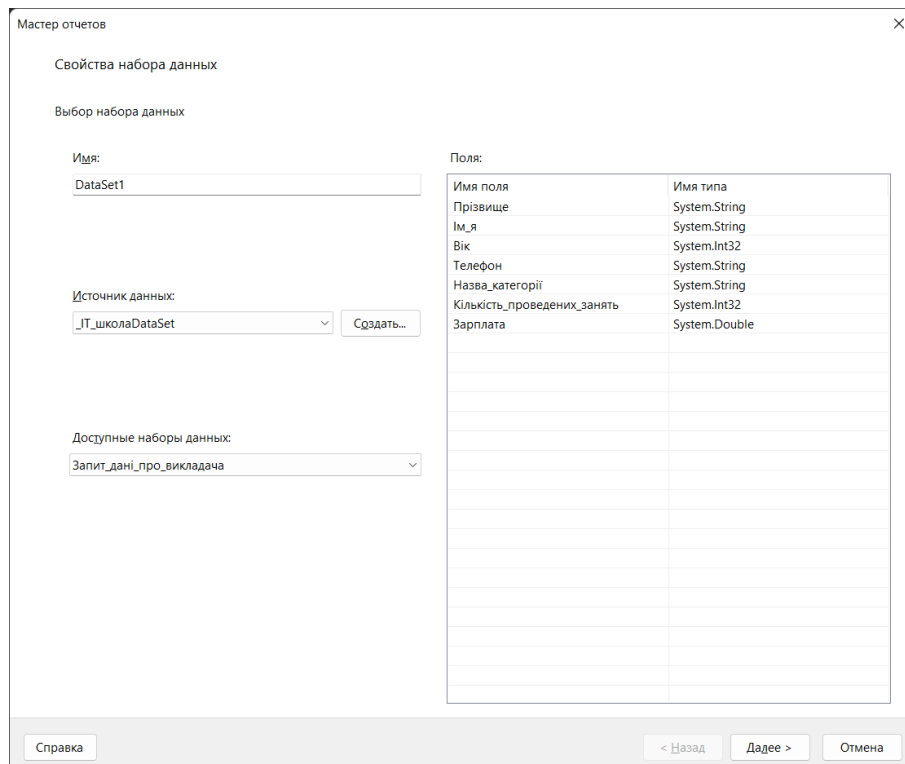 Мастер отчетов
Свойства набора данных
Выбор набора данных
Имя:
DataSet1
Источник данных:
_IT_школаDataSet
Создать...
Доступные наборы данных:
Запит_дані_про_викладача
Поля:
Имя поля Имя типа
Прізвище System.String
Ім_я System.String
Вік System.Int32
Телефон System.String
Назва_категорії System.String
Кількість_проведених_занять System.Int32
Зарплата System.Double
Справка
< Назад
Далее >
Отмена